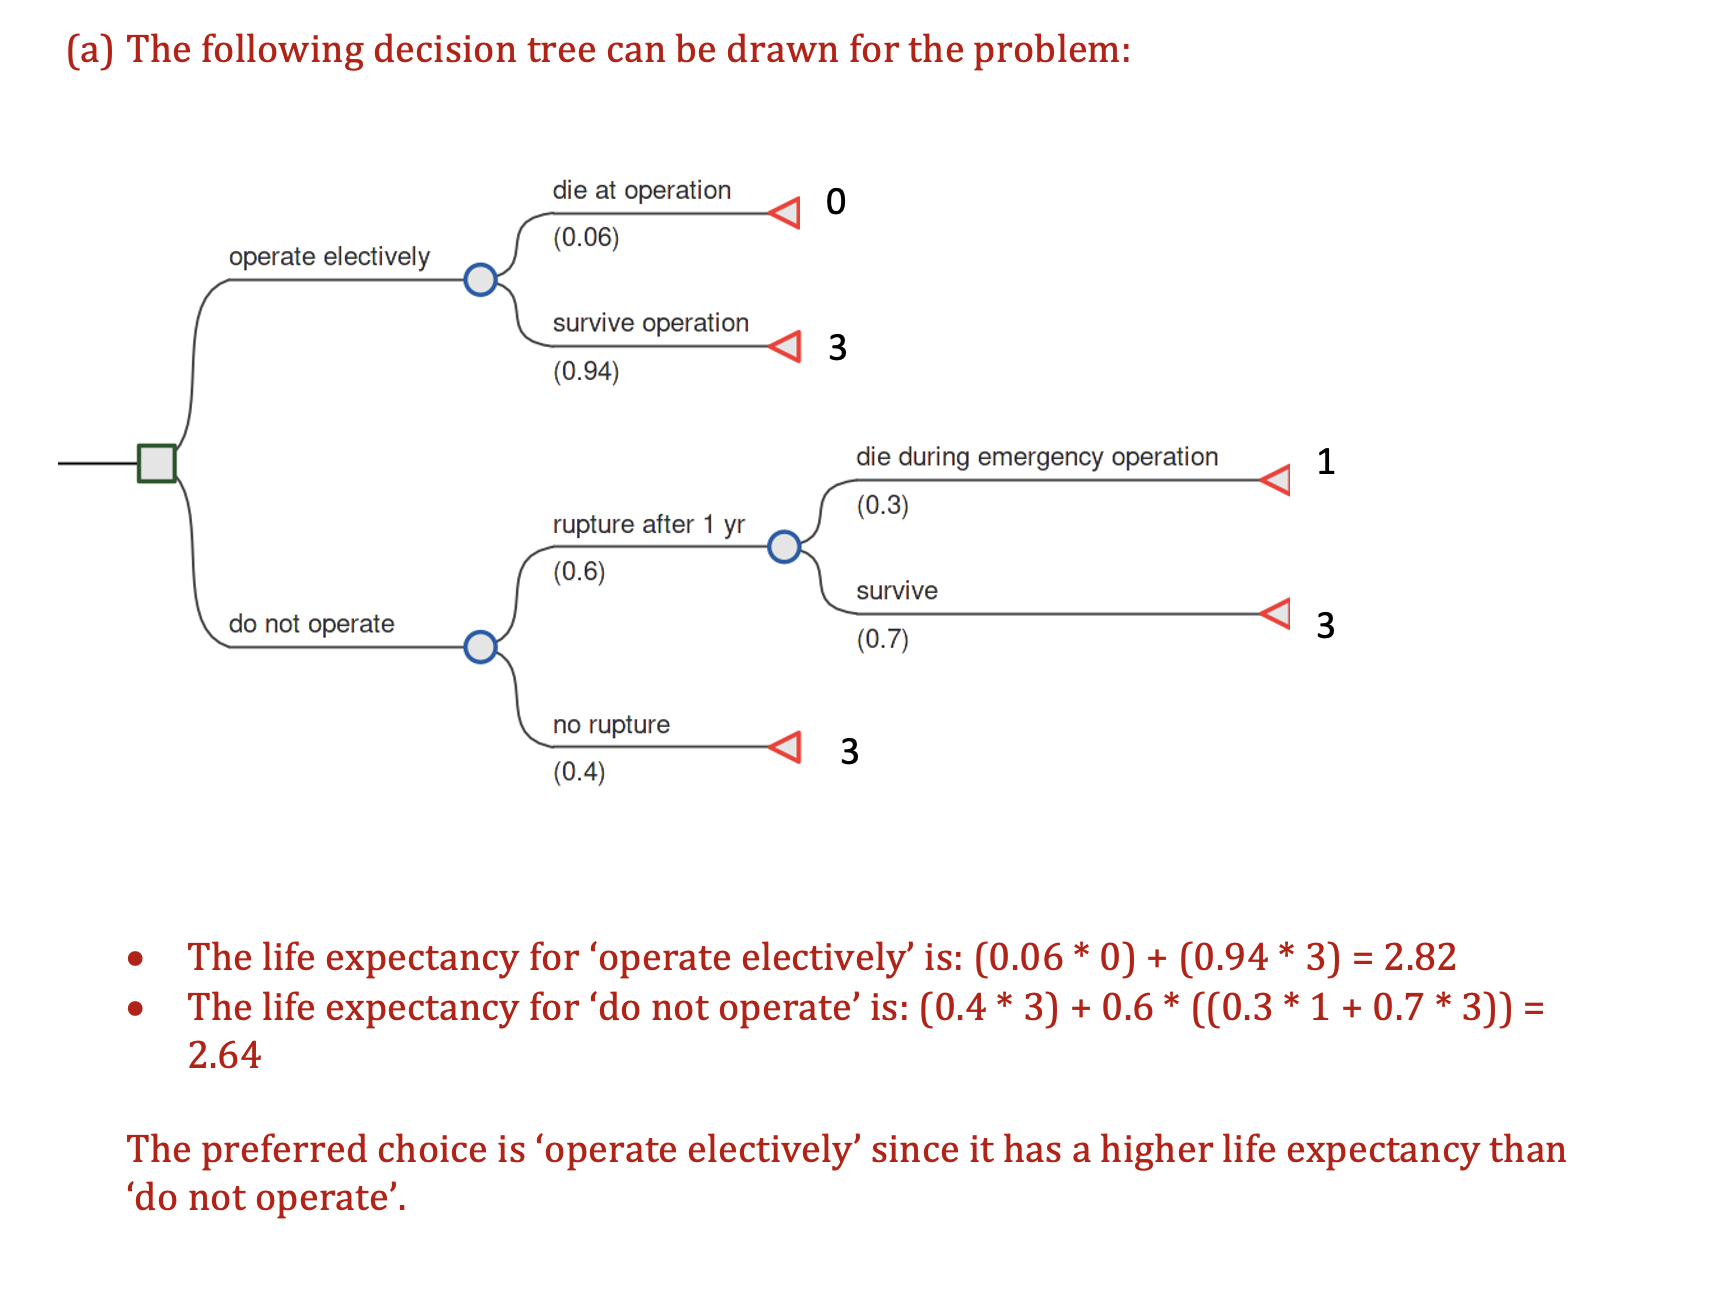 (a) The following decision tree can be drawn for the problem:
die at operation
0
(0.06)
operate electively
survive operation
3
(0.94)
die during emergency operation
1
(0.3)
rupture after 1 yr
(0.6)
survive
3
(0.7)
do not operate
no rupture
3
(0.4)
• The life expectancy for ‘operate electively’ is: (0.06 * 0) + (0.94 * 3) = 2.82
• The life expectancy for ‘do not operate’ is: (0.4 * 3) + 0.6 * ((0.3 * 1 + 0.7 * 3)) =
2.64
The preferred choice is ‘operate electively’ since it has a higher life expectancy than
‘do not operate’.